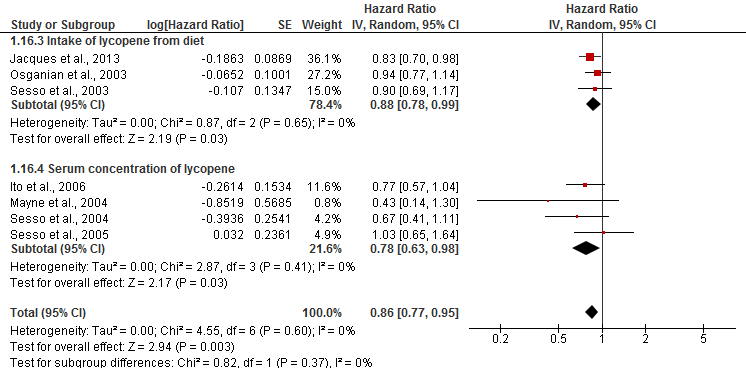 Hazard Ratio Hazard Ratio
Study or Subgroup log[Hazard Ratio] SE Weight IV, Random, 95% CI IV, Random, 95% CI
1.16.3 Intake of lycopene from diet
Jacques et al., 2013 -0.1863 0.0869 36.1% 0.83 [0.70, 0.98]
Osganian et al., 2003 -0.0652 0.1001 27.2% 0.94 [0.77, 1.14]
Sesso et al., 2003 -0.107 0.1347 15.0% 0.90 [0.69, 1.17]
Subtotal (95% CI) 78.4% 0.88 [0.78, 0.99]
Heterogeneity: Tau² = 0.00; Chi² = 0.87, df = 2 (P = 0.65); I² = 0%
Test for overall effect: Z = 2.19 (P = 0.03)
1.16.4 Serum concentration of lycopene
Ito et al., 2006 -0.2614 0.1534 11.6% 0.77 [0.57, 1.04]
Mayne et al., 2004 -0.8519 0.5685 0.8% 0.43 [0.14, 1.30]
Sesso et al., 2004 -0.3936 0.2541 4.2% 0.67 [0.41, 1.11]
Sesso et al., 2005 0.032 0.2361 4.9% 1.03 [0.65, 1.64]
Subtotal (95% CI) 21.6% 0.78 [0.63, 0.98]
Heterogeneity: Tau² = 0.00; Chi² = 2.87, df = 3 (P = 0.41); I² = 0%
Test for overall effect: Z = 2.17 (P = 0.03)
Total (95% CI) 100.0% 0.86 [0.77, 0.95]
Heterogeneity: Tau² = 0.00; Chi² = 4.55, df = 6 (P = 0.60); I² = 0%
Test for overall effect: Z = 2.94 (P = 0.003)
Test for subgroup differences: Chi² = 0.82, df = 1 (P = 0.37), I² = 0%
0.2 0.5 1 2 5